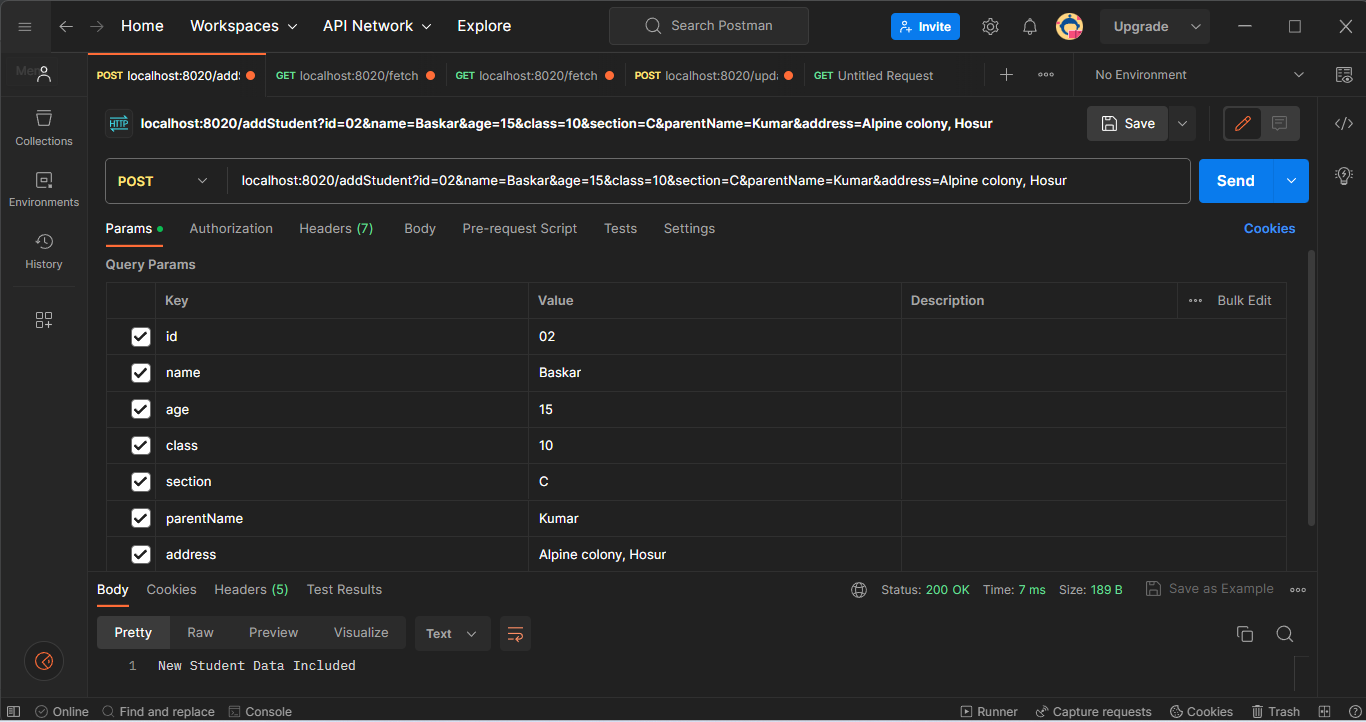 Home Workspaces API Network Explore Search Postman Invite Upgrade
POST localhost:8020/add GET localhost:8020/fetch GET localhost:8020/fetch POST localhost:8020/upd GET Untitled Request No Environment
HTTP localhost:8020/addStudent?id=02&name=Baskar&age=15&class=10&section=C&parentName=Kumar&address=Alpine colony, Hosur Save
Collections
POST localhost:8020/addStudent?id=02&name=Baskar&age=15&class=10&section=C&parentName=Kumar&address=Alpine colony, Hosur Send
Environments
Params Authorization Headers (7) Body Pre-request Script Tests Settings Cookies
History
Query Params
Key Value Description Bulk Edit
id 02
name Baskar
age 15
class 10
section C
parentName Kumar
address Alpine colony, Hosur
Body Cookies Headers (5) Test Results Status: 200 OK Time: 7 ms Size: 189 B Save as Example
Pretty Raw Preview Visualize Text
1 New Student Data Included
Online Find and replace Console Runner Capture requests Cookies Trash